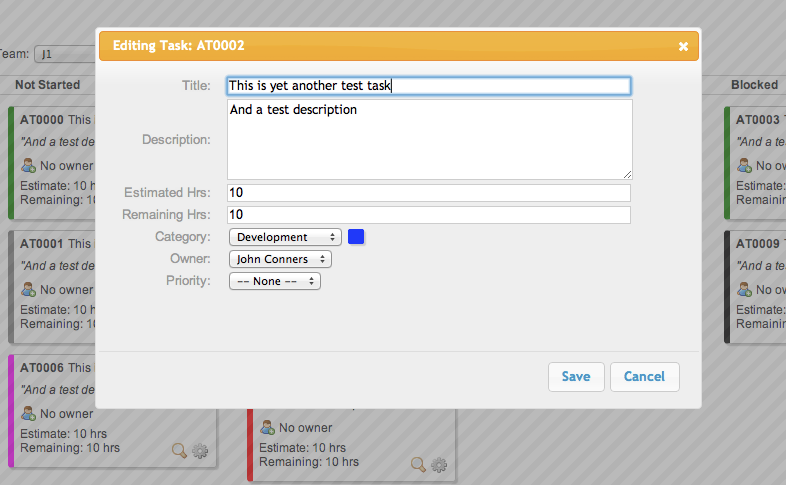 Editing Task: AT0002
Team: J1
Not Started
Blocked
Title: This is yet another test task
Description: And a test description
Estimated Hrs: 10
Remaining Hrs: 10
Category: Development
Owner: John Conners
Priority: -- None --
Save Cancel
AT0000 This
"And a test de
No owner
Estimate: 10 hrs
Remaining: 10
AT0001 This
"And a test de
No owner
Estimate: 10 h
Remaining: 10
AT0006 This
"And a test de
No owner
Estimate: 10 hrs
Remaining: 10 hrs
No owner
Estimate: 10 hrs
Remaining: 10 hrs
AT0003
"And a te
No ow
Estimate:
Remainin
AT0009
"And a te
No ow
Estimate:
Remainin